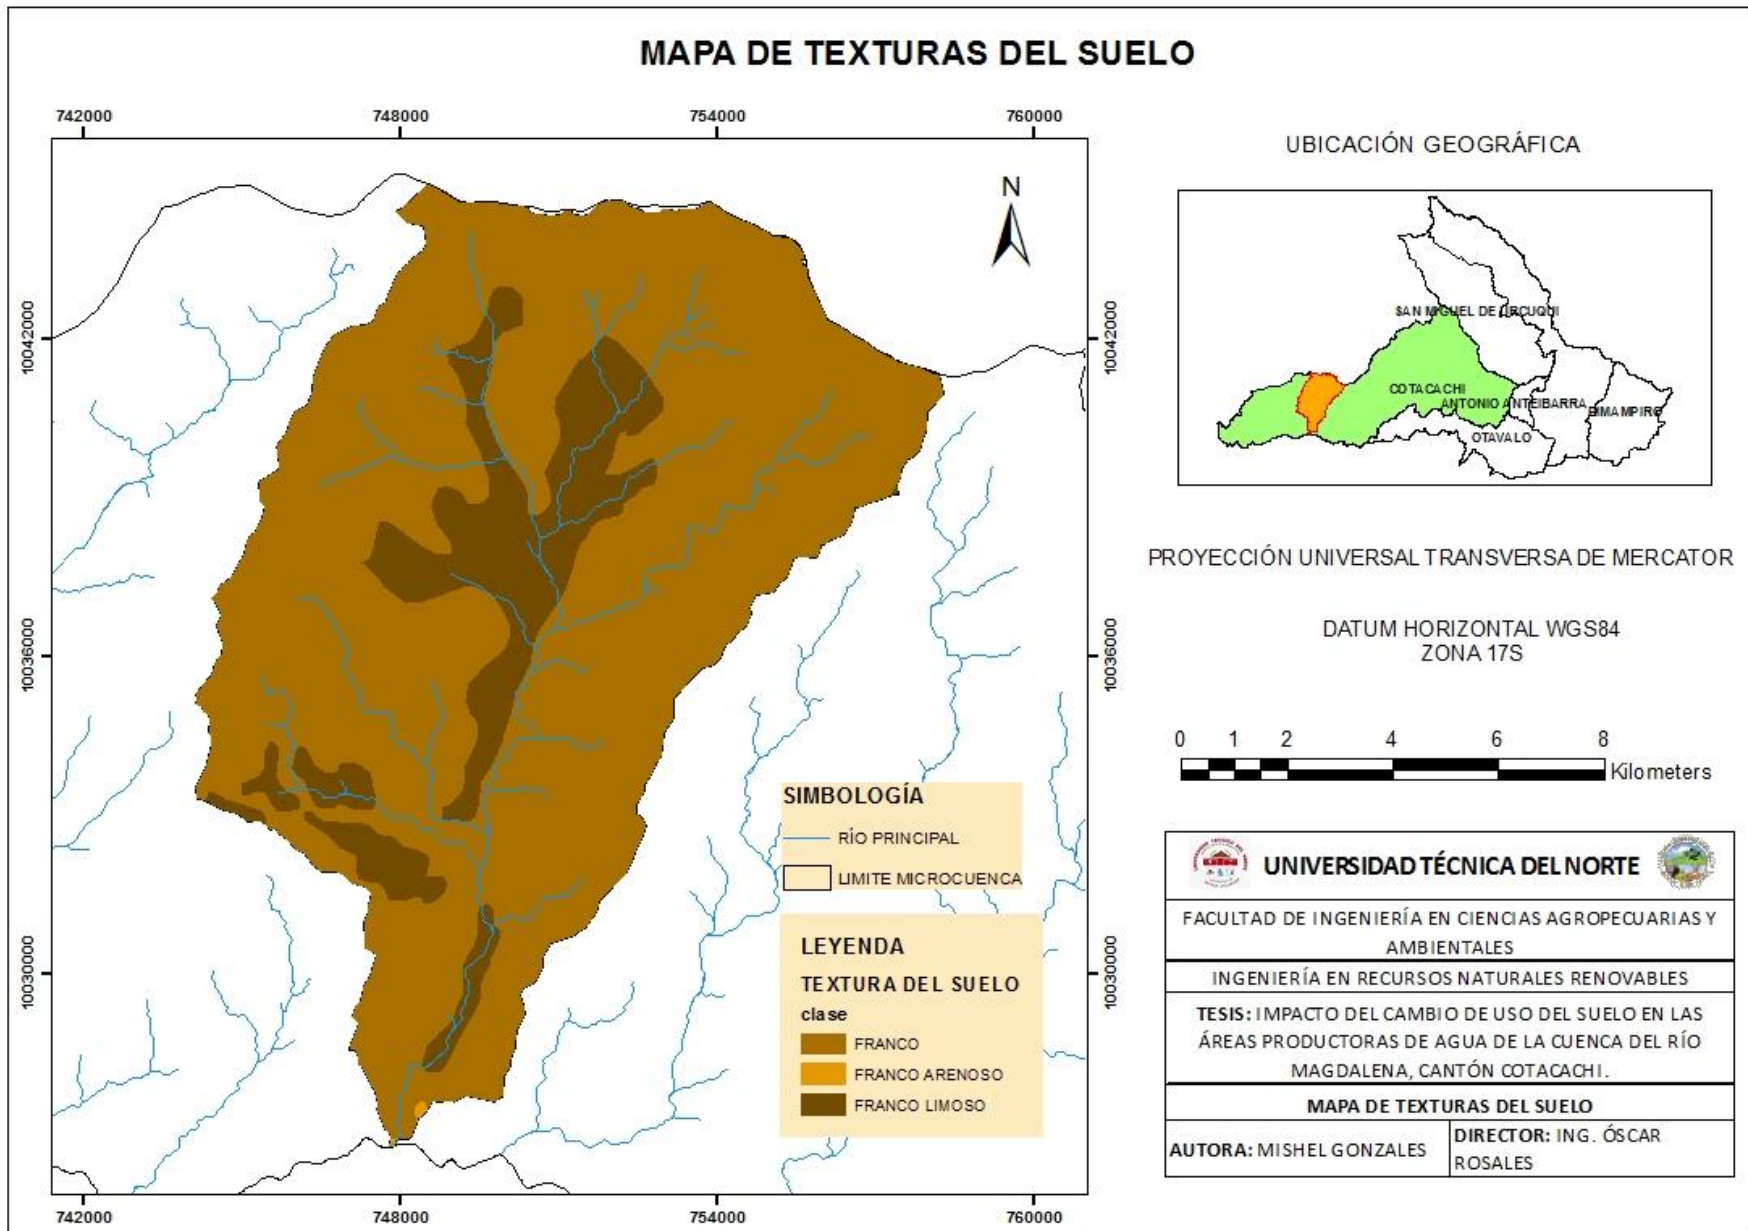 MAPA DE TEXTURAS DEL SUELO
742000 748000 754000 760000
N
10042000 10042000
10036000 10036000
10030000 10030000
SIMBOLOGÍA
RÍO PRINCIPAL
LIMITE MICROCUENCA
LEYENDA
TEXTURA DEL SUELO
clase
FRANCO
FRANCO ARENOSO
FRANCO LIMOSO
742000 748000 754000 760000
UBICACIÓN GEOGRÁFICA
SAN MIGUEL DE
COTACACHI
ANTONIO ANTE IBARRA PIMAMPIRO
OTAVALO
PROYECCIÓN UNIVERSAL TRANSVERSA DE MERCATOR
DATUM HORIZONTAL WGS84
ZONA 17S
0 1 2 4 6 8
Kilometers
UNIVERSIDAD TÉCNICA DEL NORTE
FACULTAD DE INGENIERÍA EN CIENCIAS AGROPECUARIAS Y
AMBIENTALES
INGENIERÍA EN RECURSOS NATURALES RENOVABLES
TESIS: IMPACTO DEL CAMBIO DE USO DEL SUELO EN LAS
ÁREAS PRODUCTORAS DE AGUA DE LA CUENCA DEL RÍO
MAGDALENA, CANTÓN COTACACHI.
MAPA DE TEXTURAS DEL SUELO
AUTORA: MISHEL GONZALES
DIRECTOR: ING. ÓSCAR
ROSALES